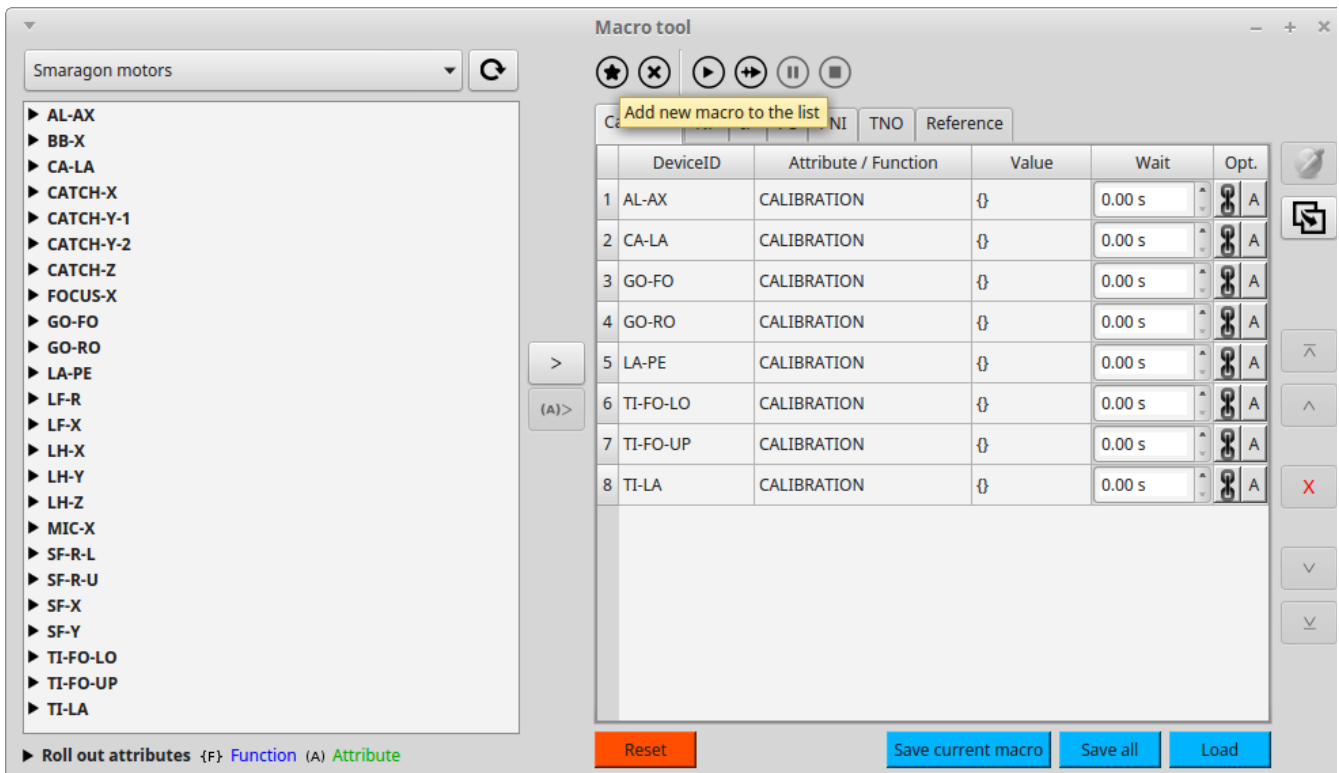 Macro tool
Smaragon motors
Add new macro to the list
NI TNO Reference
AL-AX
BB-X
CA-LA
CATCH-X
CATCH-Y-1
CATCH-Y-2
CATCH-Z
FOCUS-X
GO-FO
GO-RO
LA-PE
LF-R
LF-X
LH-X
LH-Y
LH-Z
MIC-X
SF-R-L
SF-R-U
SF-X
SF-Y
TI-FO-LO
TI-FO-UP
TI-LA
Roll out attributes {F} Function (A) Attribute
>
(A)>
DeviceID Attribute / Function Value Wait Opt.
1 AL-AX CALIBRATION {} 0.00 s A
2 CA-LA CALIBRATION {} 0.00 s A
3 GO-FO CALIBRATION {} 0.00 s A
4 GO-RO CALIBRATION {} 0.00 s A
5 LA-PE CALIBRATION {} 0.00 s A
6 TI-FO-LO CALIBRATION {} 0.00 s A
7 TI-FO-UP CALIBRATION {} 0.00 s A
8 TI-LA CALIBRATION {} 0.00 s A
X
Reset Save current macro Save all Load